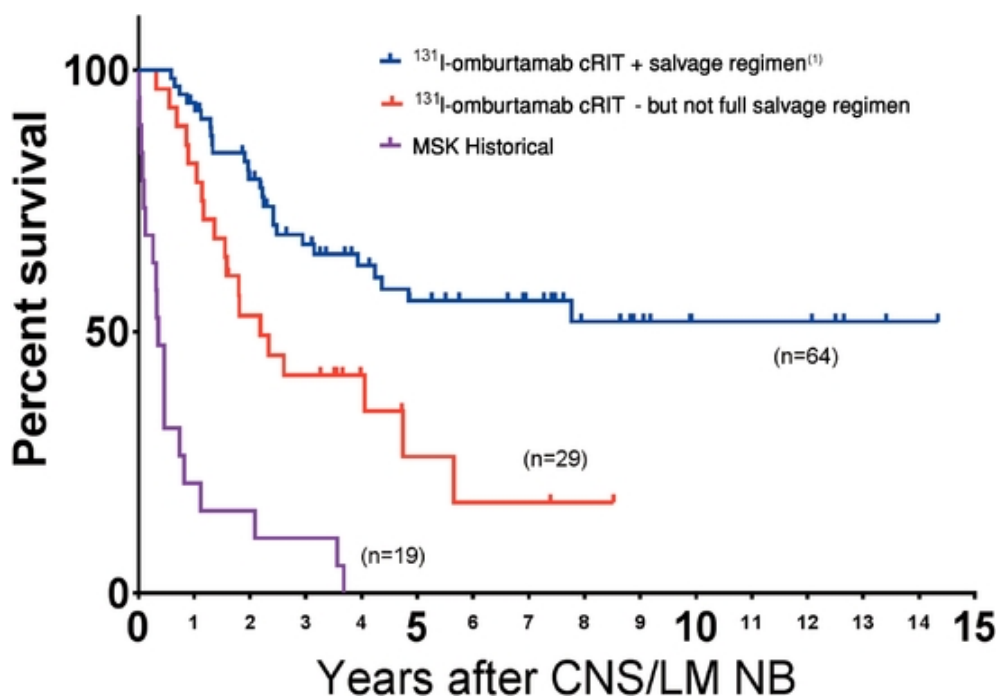 ¹³¹I-omburtamab cRIT + salvage regimen⁽¹⁾
¹³¹I-omburtamab cRIT - but not full salvage regimen
MSK Historical
Percent survival
100
50
0
(n=64)
(n=29)
(n=19)
0 1 2 3 4 5 6 7 8 9 10 11 12 13 14 15
Years after CNS/LM NB